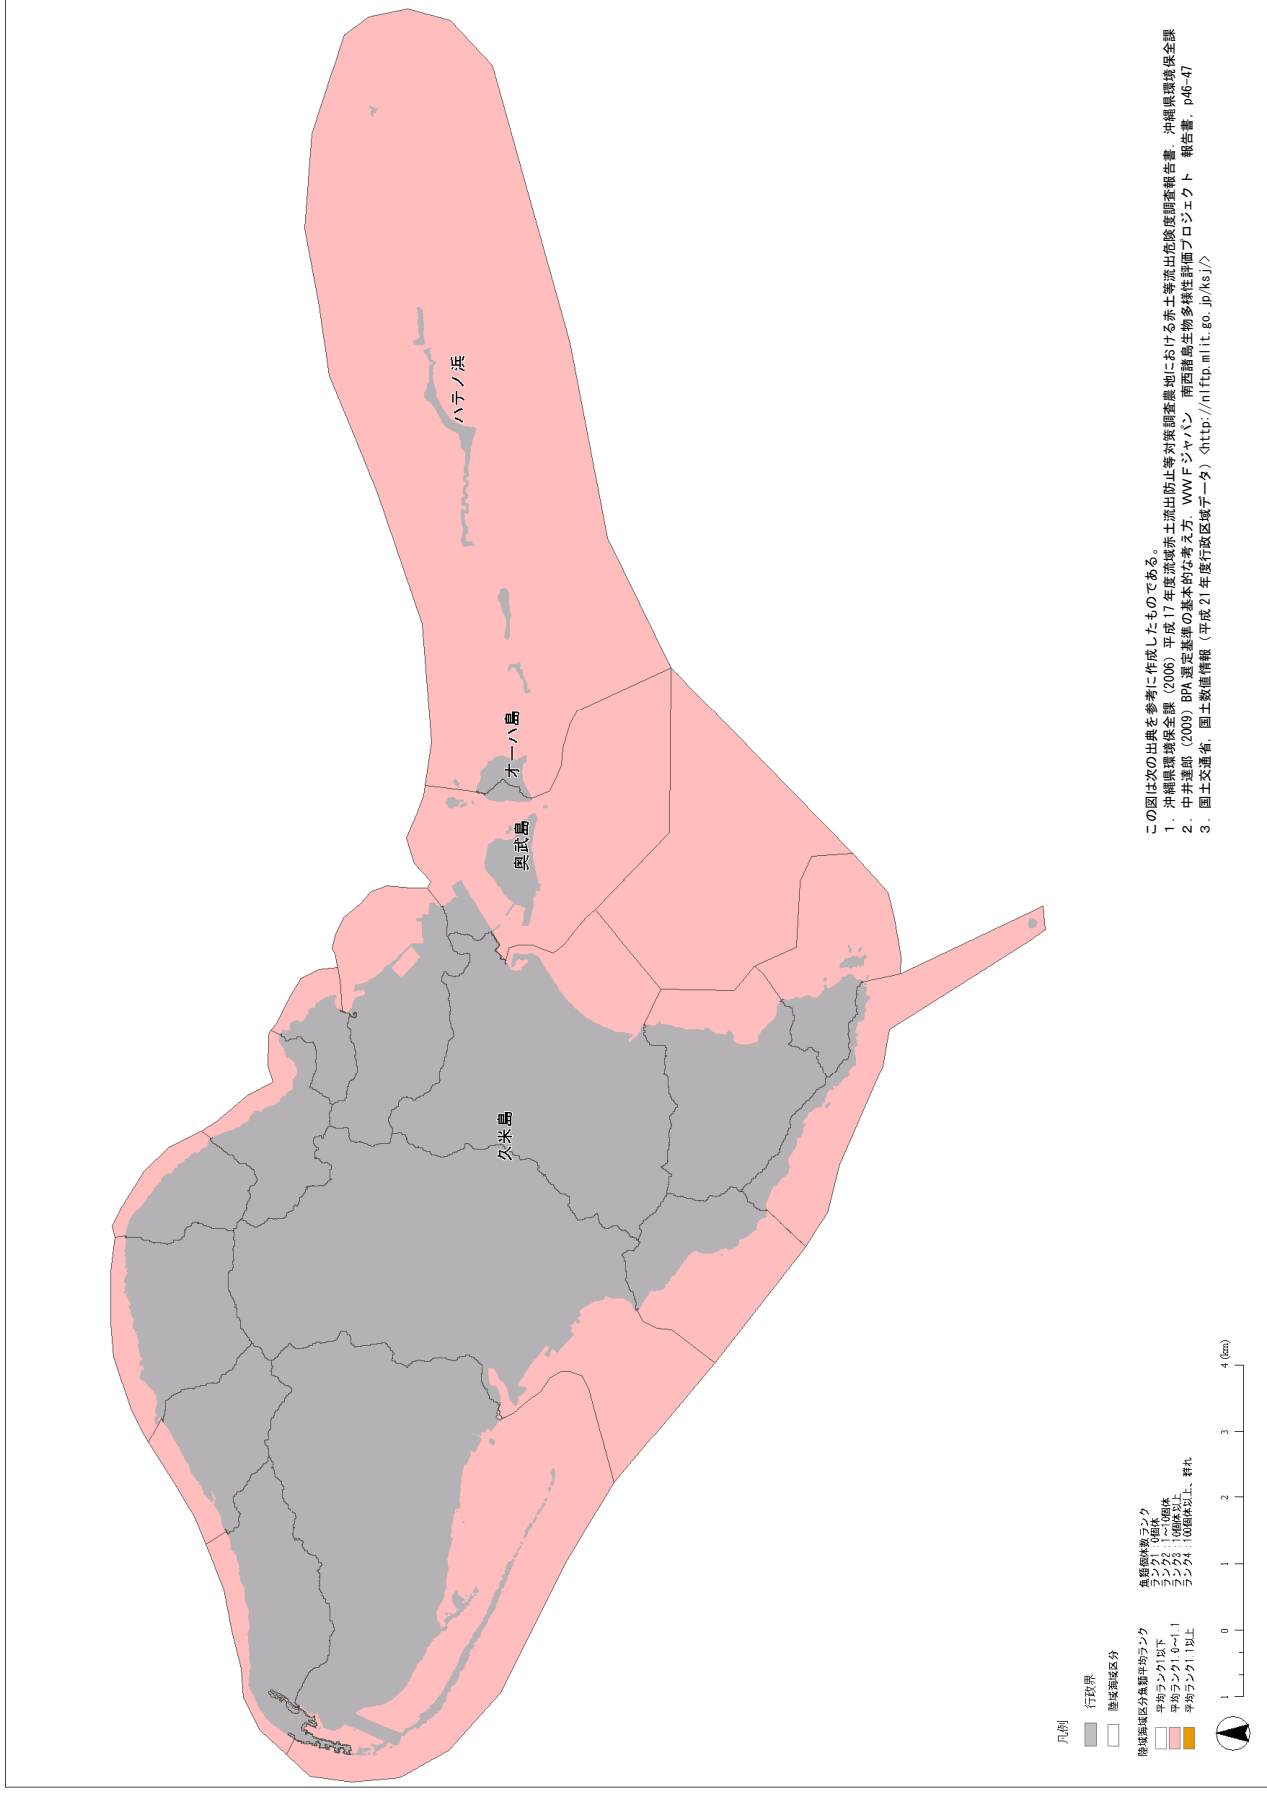 ハテノ浜
オーハ島
奥武島
久米島
この図は次の出典を参考に作成したものである。
1．沖縄県環境保全課（2006）平成17年度流域赤土流出防止等対策調査農地における赤土等流出危険度調査報告書．沖縄県環境保全課
2．中井達郎（2009）BPA選定基準の基本的な考え方．WWFジャパン　南西諸島生物多様性評価プロジェクト　報告書，p46-47
3．国土交通省，国土数値情報（平成21年度行政区域データ）<http://nlftp.mlit.go.jp/ksj/>
凡例
行政界
陸域海域区分
陸域海域区分魚類平均ランク
平均ランク1以下
平均ランク1.0～1.1
平均ランク1.1以上
魚類個体数ランク
ランク1：0個体
ランク2：1～10個体
ランク3：10個体以上
ランク4：100個体以上、群れ
1 0 1 2 3 4 (km)